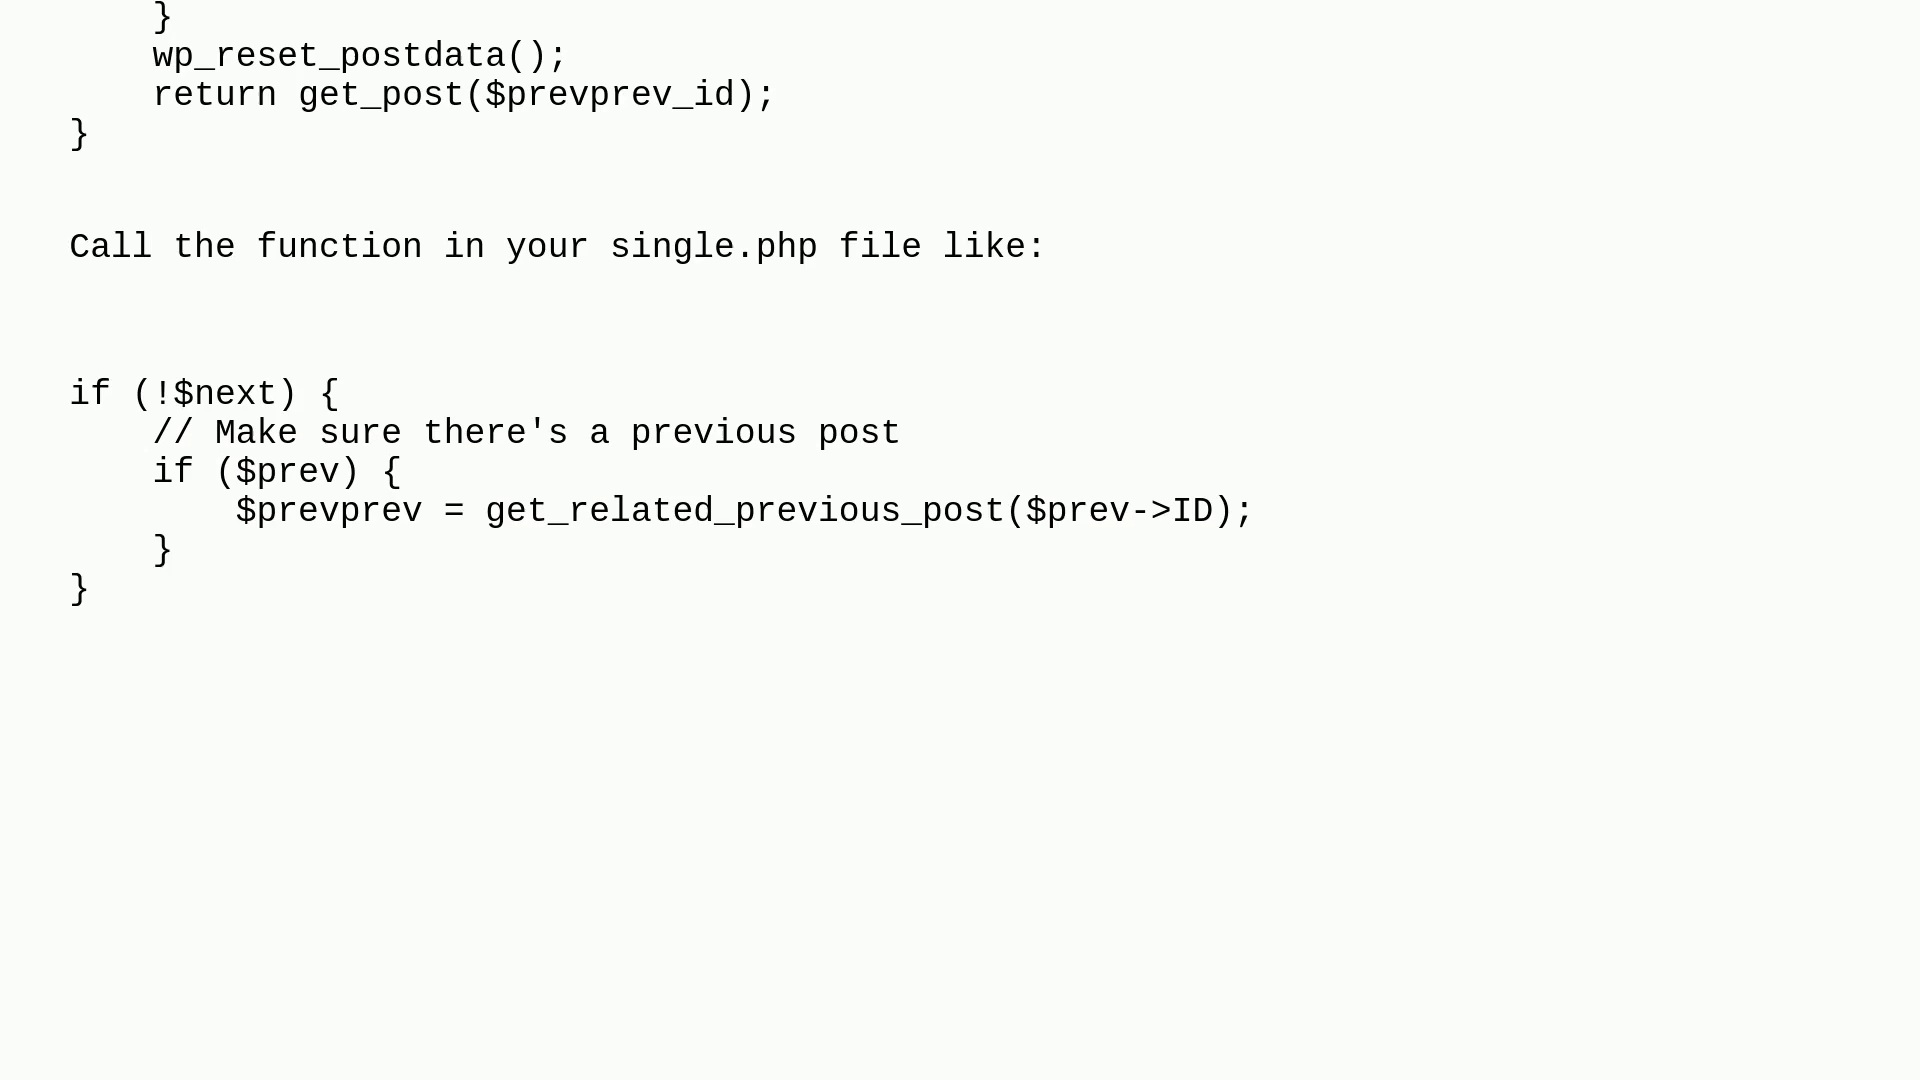 }
    wp_reset_postdata();
    return get_post($prevprev_id);
}
Call the function in your single.php file like:
if (!$next) {
    // Make sure there's a previous post
    if ($prev) {
        $prevprev = get_related_previous_post($prev->ID);
    }
}